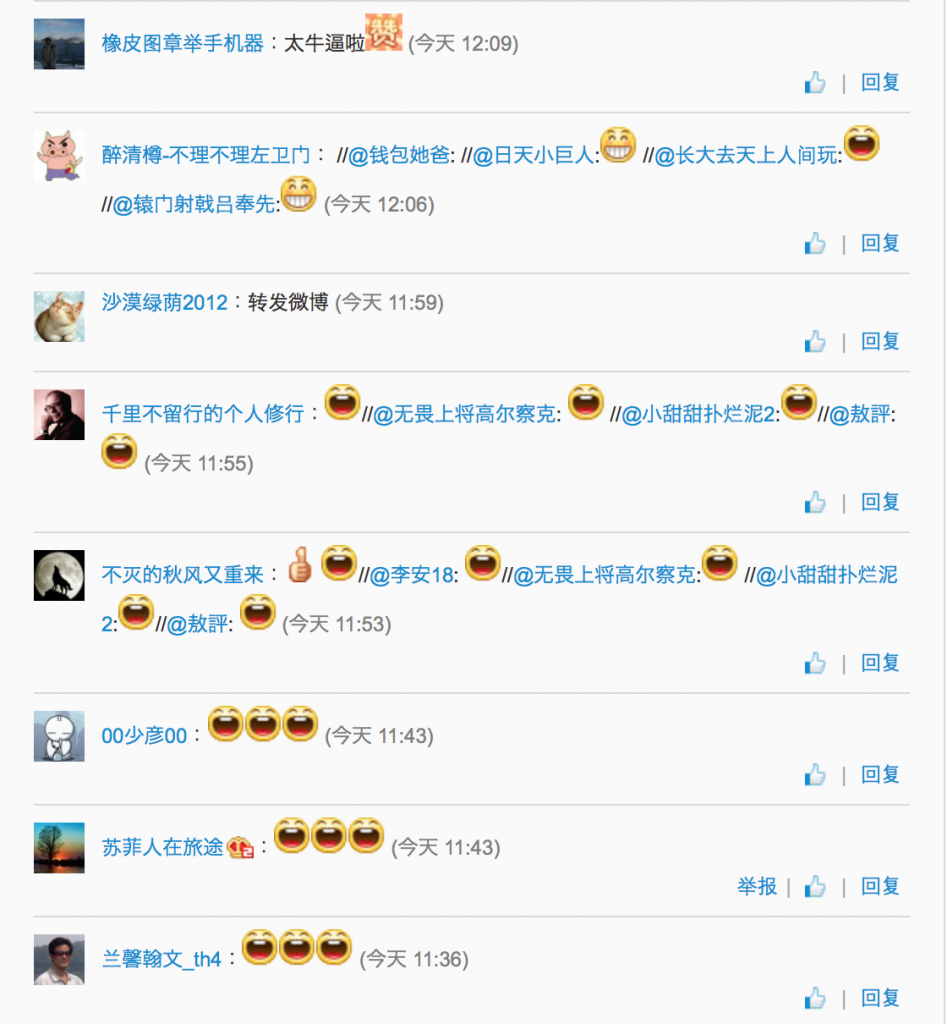 橡皮图章举手机器：太牛逼啦赞 (今天 12:09)
| 回复
醉清樽-不理不理左卫门： //@钱包她爸: //@日天小巨人: //@长大去天上人间玩:
//@辕门射戟吕奉先: (今天 12:06)
| 回复
沙漠绿荫2012：转发微博 (今天 11:59)
| 回复
千里不留行的个人修行： //@无畏上将高尔察克: //@小甜甜扑烂泥2: //@敖評:
(今天 11:55)
| 回复
不灭的秋风又重来： //@李安18: //@无畏上将高尔察克: //@小甜甜扑烂泥
2: //@敖評: (今天 11:53)
| 回复
00少彦00： (今天 11:43)
| 回复
苏菲人在旅途2： (今天 11:43)
举报 | | 回复
兰馨翰文_th4： (今天 11:36)
| 回复